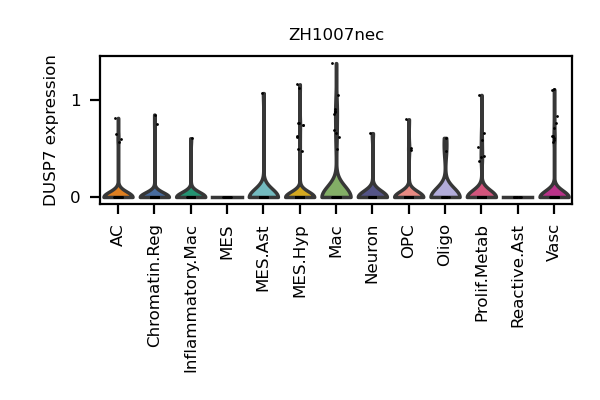 ZH1007nec
DUSP7 expression
1
0
AC
Chromatin.Reg
Inflammatory.Mac
MES
MES.Ast
MES.Hyp
Mac
Neuron
OPC
Oligo
Prolif.Metab
Reactive.Ast
Vasc